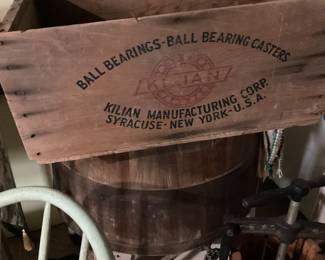 BALL BEARINGS-BALL BEARING CASTERS
KILIAN
KILIAN MANUFACTURING CORP.
SYRACUSE-NEW YORK-U.S.A.